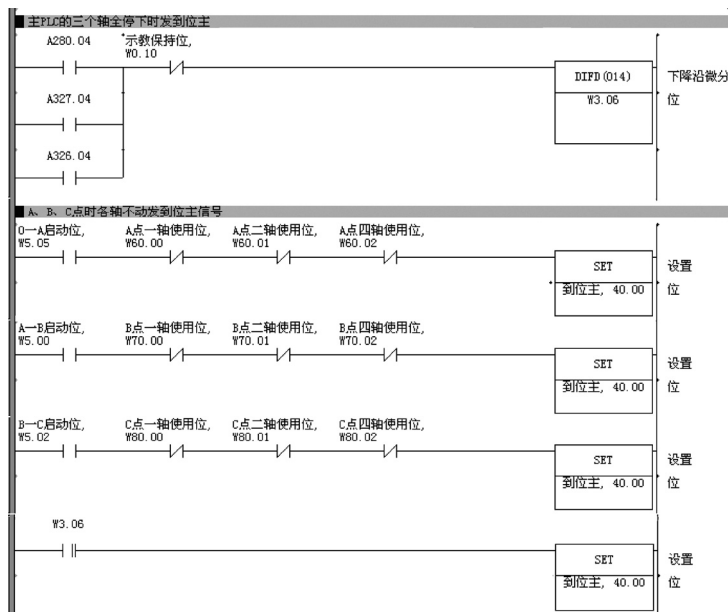 主PLC的三个轴全停下时发到位主
A280.04 示教保持位,
W0.10
DIFD(014) 下降沿微分
A327.04 W3.06 位
A326.04
A、B、C点时各轴不动发到位主信号
0—A启动位, A点一轴使用位, A点二轴使用位, A点四轴使用位,
W5.05 W60.00 W60.01 W60.02
SET 设置
到位主, 40.00 位
A—B启动位, B点一轴使用位, B点二轴使用位, B点四轴使用位,
W5.00 W70.00 W70.01 W70.02
SET 设置
到位主, 40.00 位
B—C启动位, C点一轴使用位, C点二轴使用位, C点四轴使用位,
W5.02 W80.00 W80.01 W80.02
SET 设置
到位主, 40.00 位
W3.06
SET 设置
到位主, 40.00 位